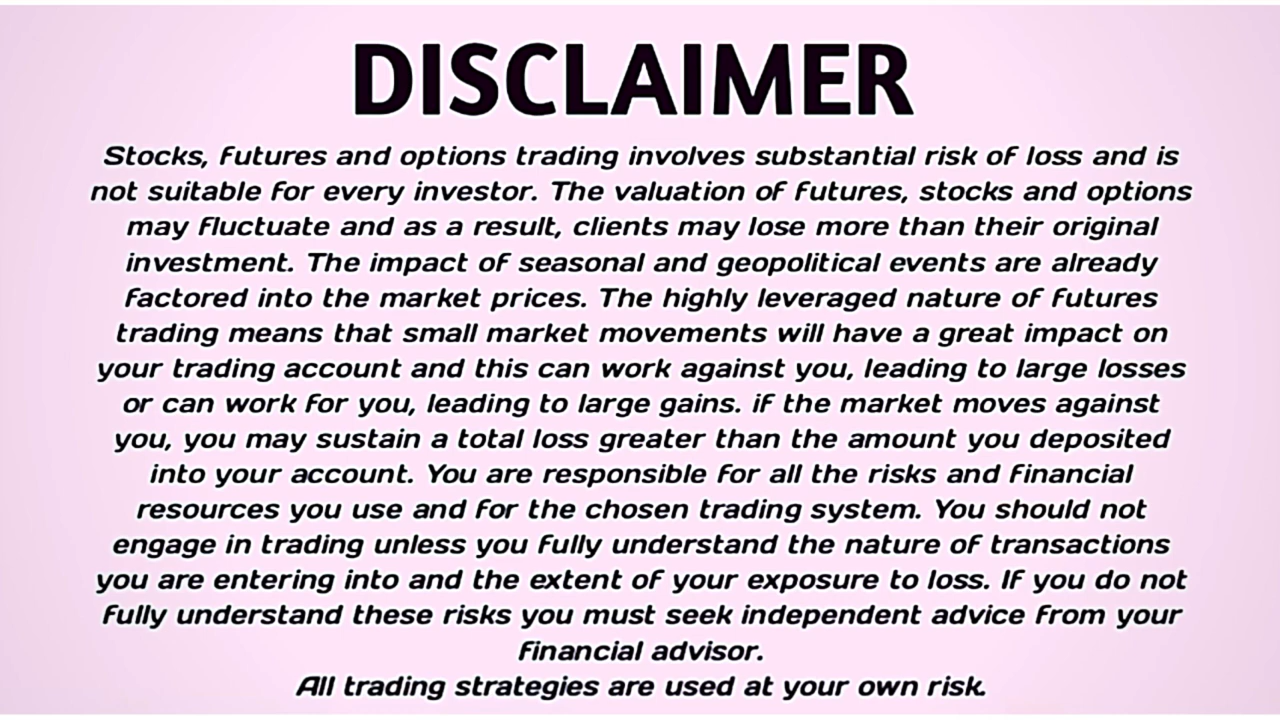 DISCLAIMER
Stocks, futures and options trading involves substantial risk of loss and is
not suitable for every investor. The valuation of futures, stocks and options
may fluctuate and as a result, clients may lose more than their original
investment. The impact of seasonal and geopolitical events are already
factored into the market prices. The highly leveraged nature of futures
trading means that small market movements will have a great impact on
your trading account and this can work against you, leading to large losses
or can work for you, leading to large gains. if the market moves against
you, you may sustain a total loss greater than the amount you deposited
into your account. You are responsible for all the risks and financial
resources you use and for the chosen trading system. You should not
engage in trading unless you fully understand the nature of transactions
you are entering into and the extent of your exposure to loss. If you do not
fully understand these risks you must seek independent advice from your
financial advisor.
All trading strategies are used at your own risk.